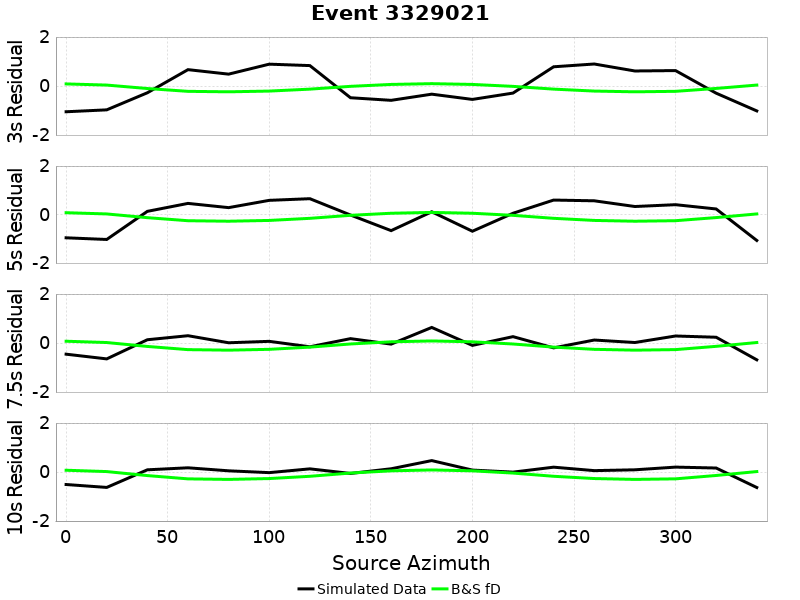 Event 3329021
3s Residual
2
0
-2
5s Residual
2
0
-2
7.5s Residual
2
0
-2
10s Residual
2
0
-2
0 50 100 150 200 250 300
Source Azimuth
Simulated Data B&S fD